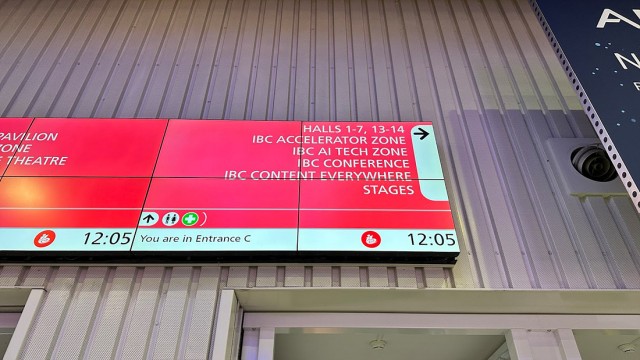 PAVILION
ZONE
THEATRE
HALLS 1-7, 13-14
IBC ACCELERATOR ZONE
IBC AI TECH ZONE
IBC CONFERENCE
IBC CONTENT EVERYWHERE
STAGES
12:05
You are in Entrance C
12:05